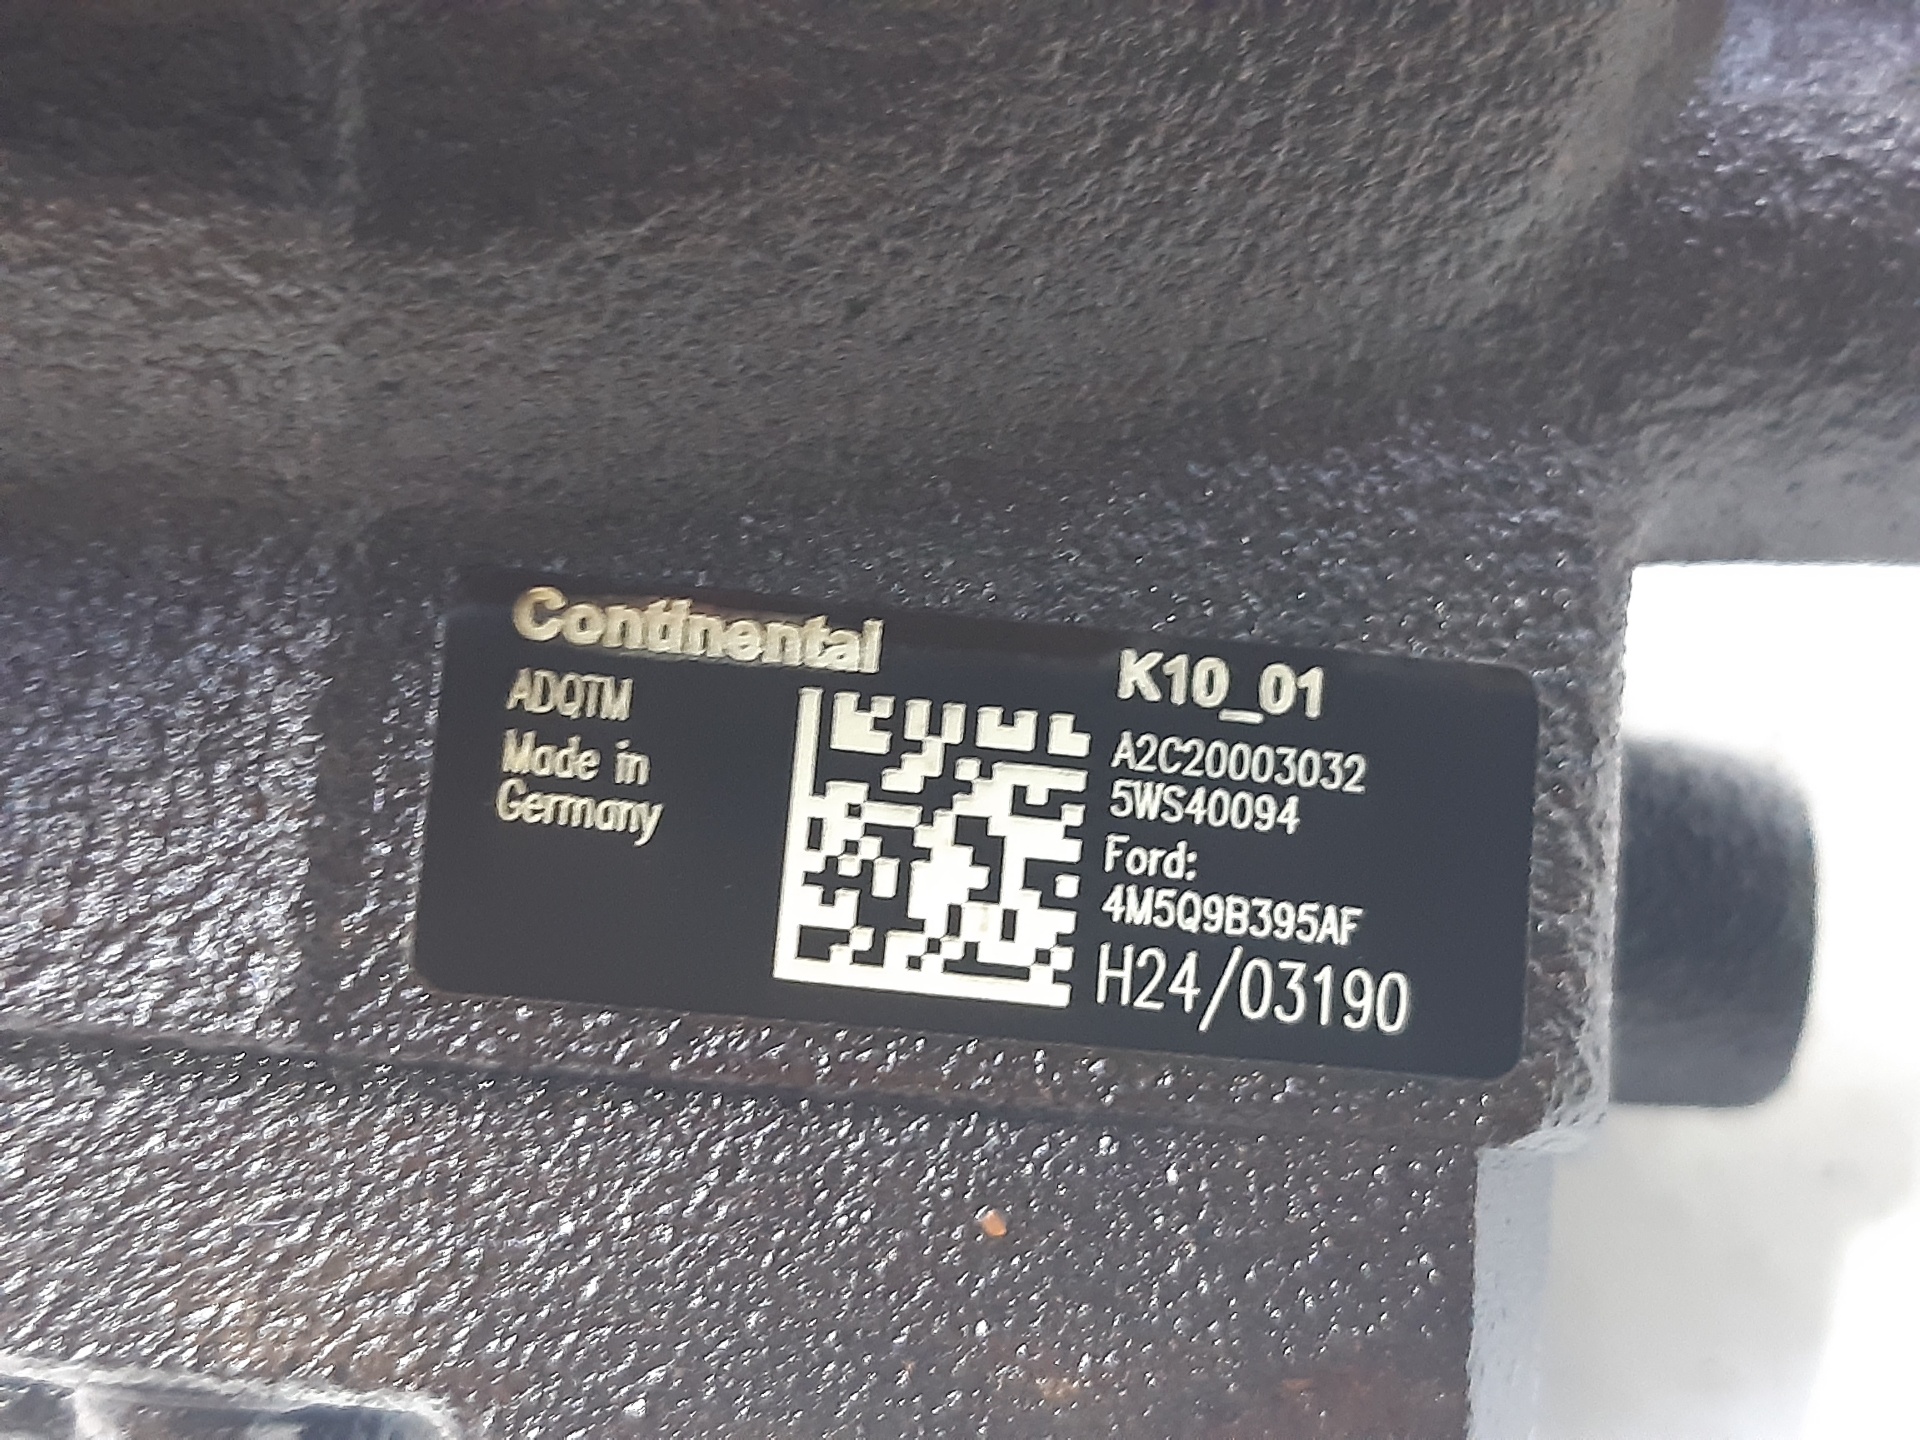 Continental
ADQTM
Made in
Germany
K10_01
A2C20003032
5WS40094
Ford:
4M5Q9B395AF
H24/03190